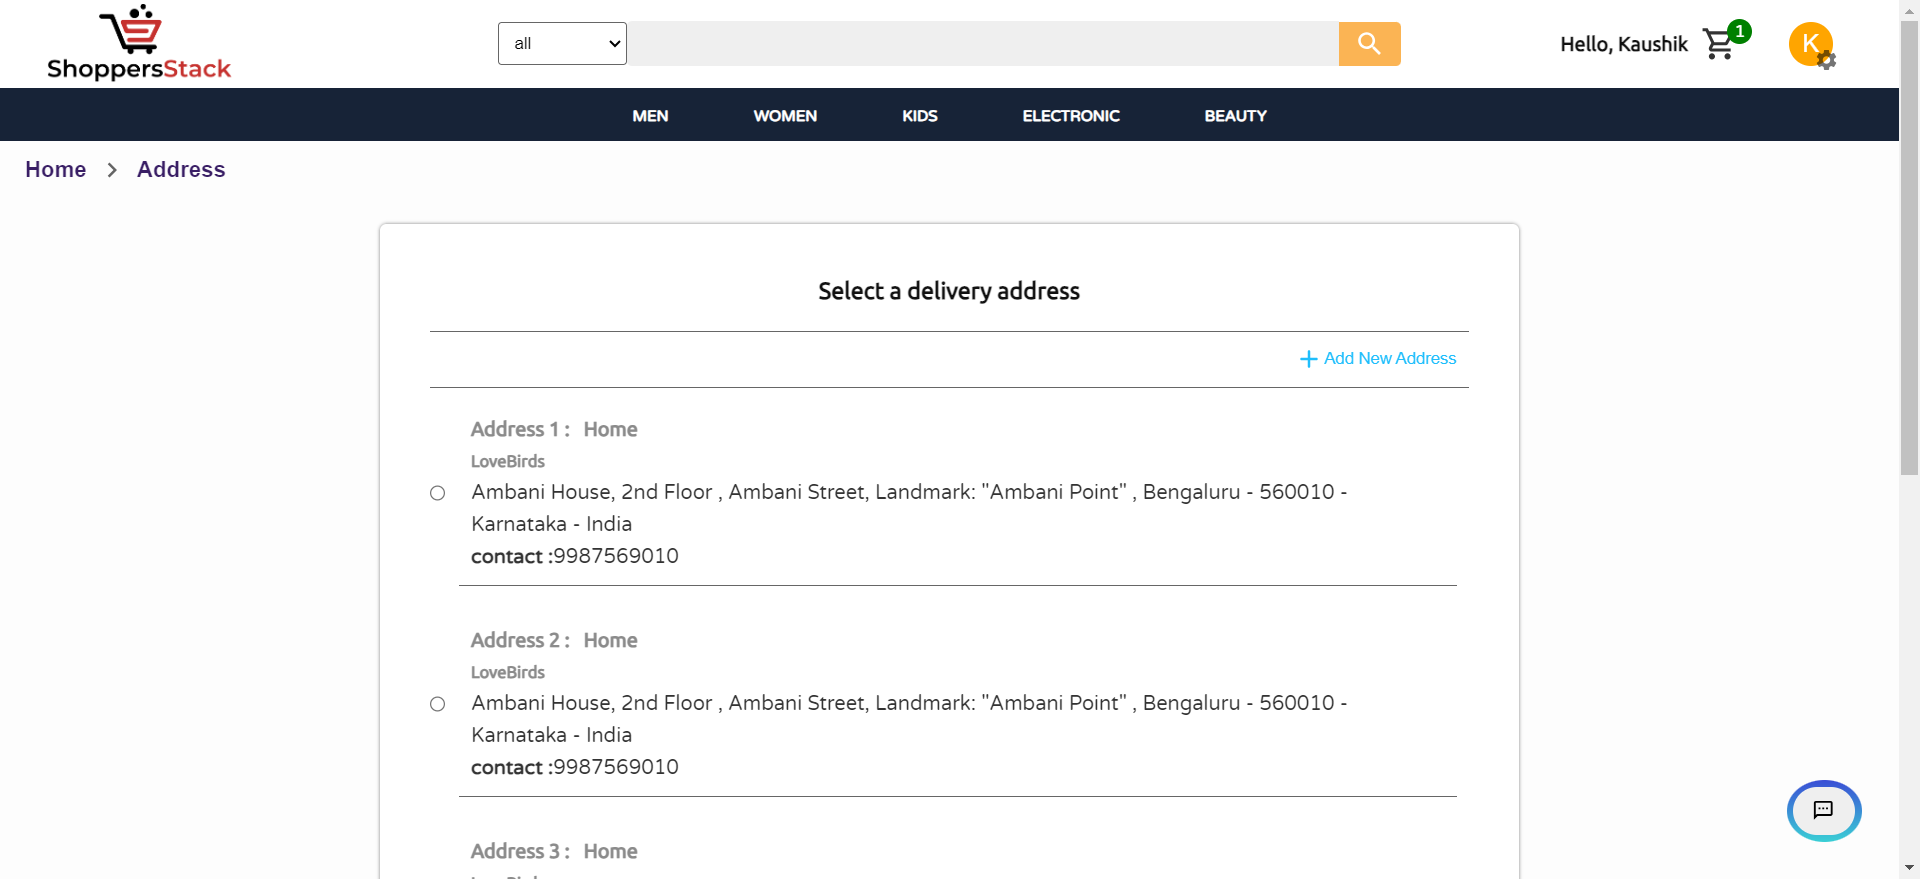 ShoppersStack
all
Hello, Kaushik
1
K
MEN WOMEN KIDS ELECTRONIC BEAUTY
Home > Address
Select a delivery address
+ Add New Address
Address 1 : Home
LoveBirds
Ambani House, 2nd Floor , Ambani Street, Landmark: "Ambani Point" , Bengaluru - 560010 -
Karnataka - India
contact :9987569010
Address 2 : Home
LoveBirds
Ambani House, 2nd Floor , Ambani Street, Landmark: "Ambani Point" , Bengaluru - 560010 -
Karnataka - India
contact :9987569010
Address 3 : Home